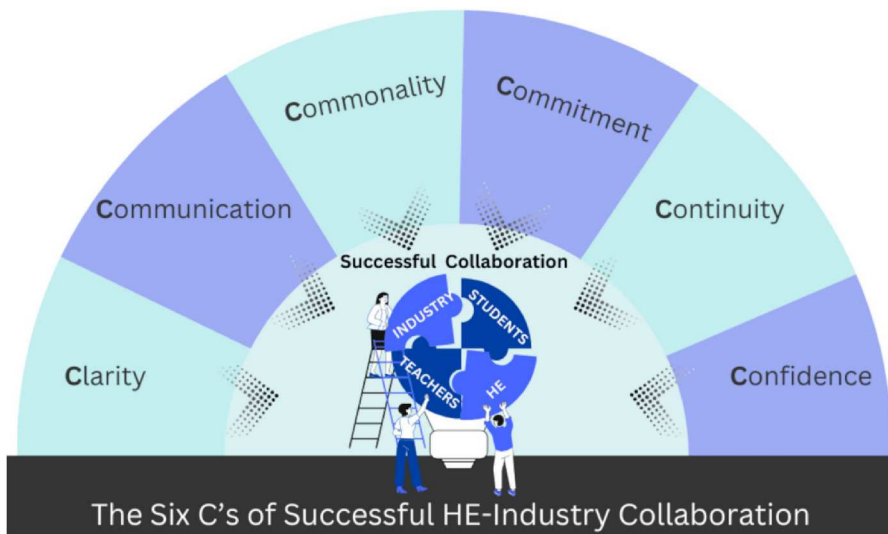 Clarity
Communication
Commonality
Commitment
Continuity
Confidence
Successful Collaboration
INDUSTRY
STUDENTS
TEACHERS
HE
The Six C's of Successful HE-Industry Collaboration